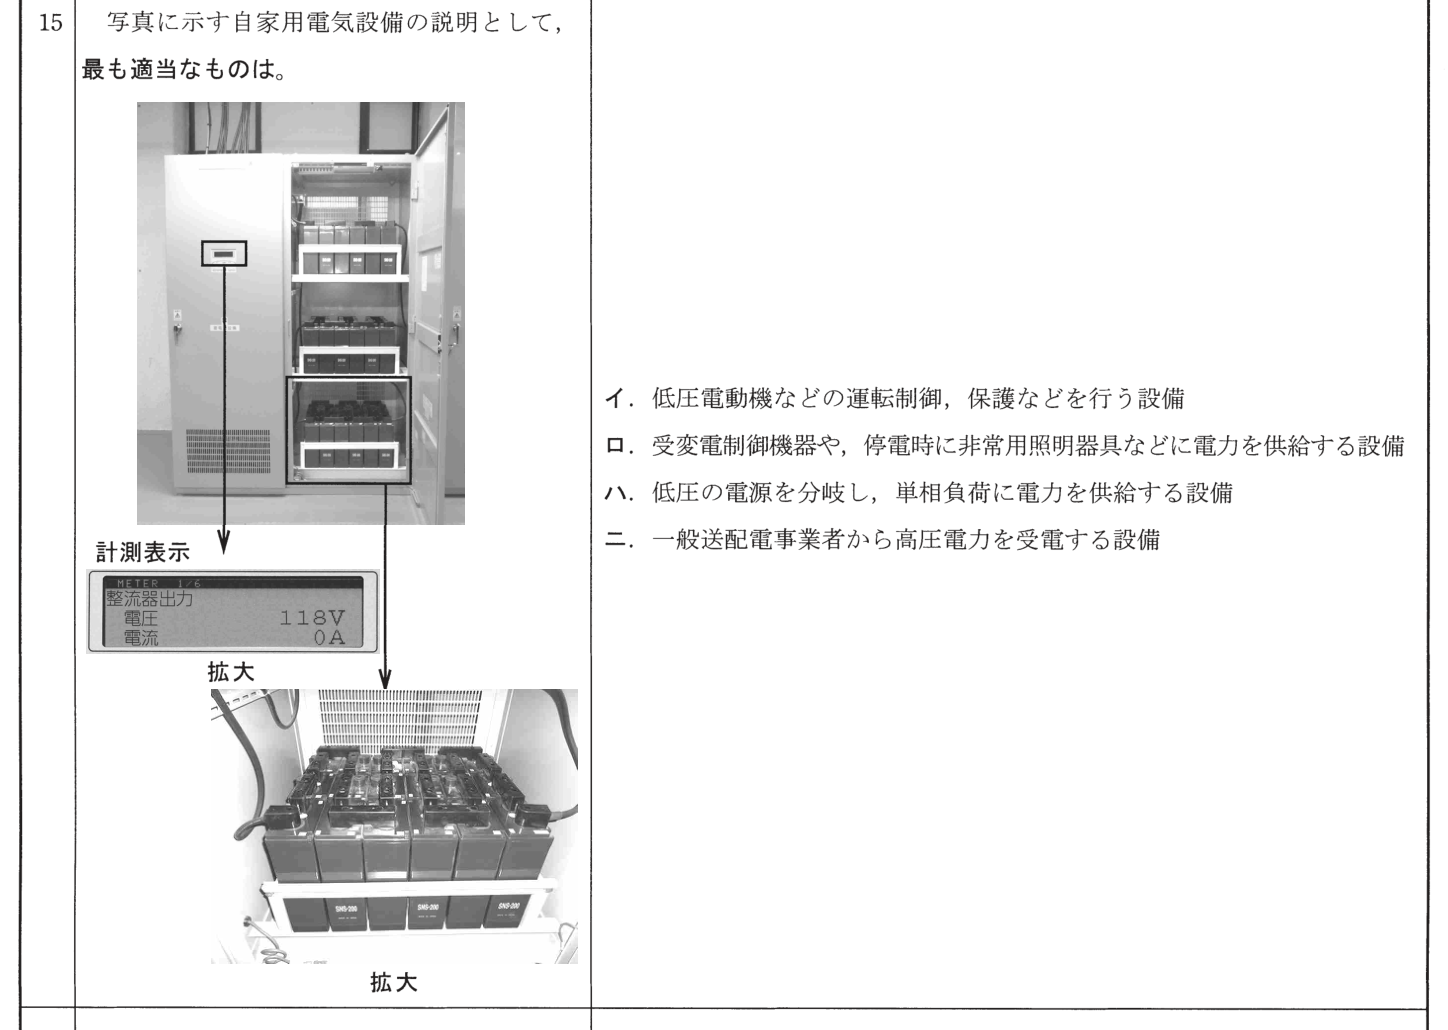 15
写真に示す自家用電気設備の説明として，
最も適当なものは。
計測表示
METER 1/6
整流器出力
電圧 118V
電流 0A
拡大
SNS-200
SNS-200
SNS-200
拡大
イ．低圧電動機などの運転制御，保護などを行う設備
ロ．受変電制御機器や，停電時に非常用照明器具などに電力を供給する設備
ハ．低圧の電源を分岐し，単相負荷に電力を供給する設備
ニ．一般送配電事業者から高圧電力を受電する設備